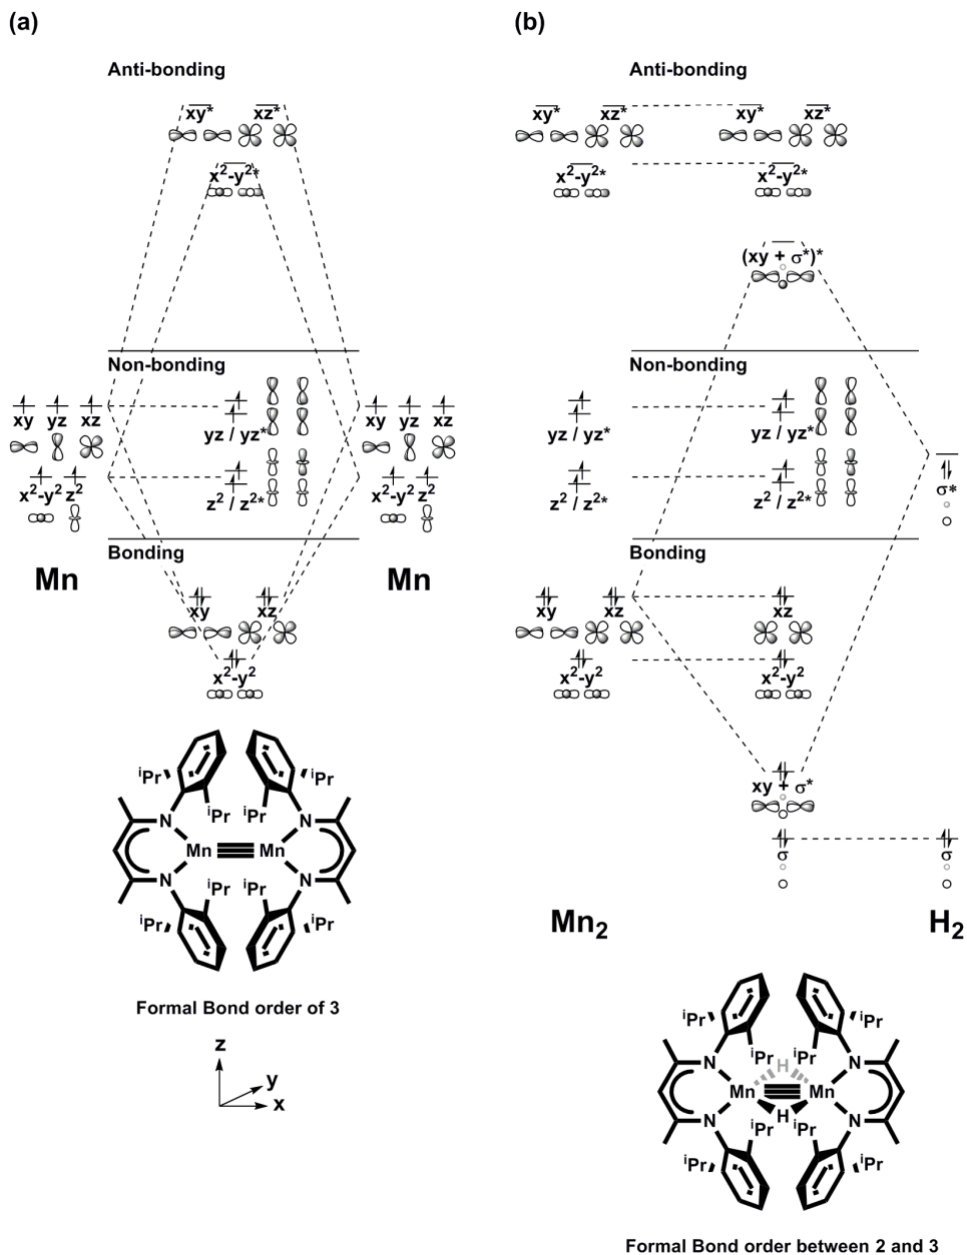 (a)
Anti-bonding
xy* xz*
x²-y²*
Non-bonding
xy yz xz
yz / yz*
xy yz xz
x²-y² z²
z² / z²*
x²-y² z²
Bonding
Mn
Mn
xy xz
x²-y²
iPr iPr
iPr iPr
N N
Mn Mn
N N
iPr iPr
iPr iPr
Formal Bond order of 3
z
y
x
(b)
Anti-bonding
xy* xz* xy* xz*
x²-y²* x²-y²*
(xy + σ*)*
Non-bonding
yz / yz* yz / yz*
z² / z²* z² / z²*
σ*
Bonding
xy xz xz
x²-y² x²-y²
xy + σ*
σ σ
Mn₂ H₂
iPr iPr
iPr H iPr
N N
Mn Mn
H
N N
iPr iPr
iPr iPr
Formal Bond order between 2 and 3